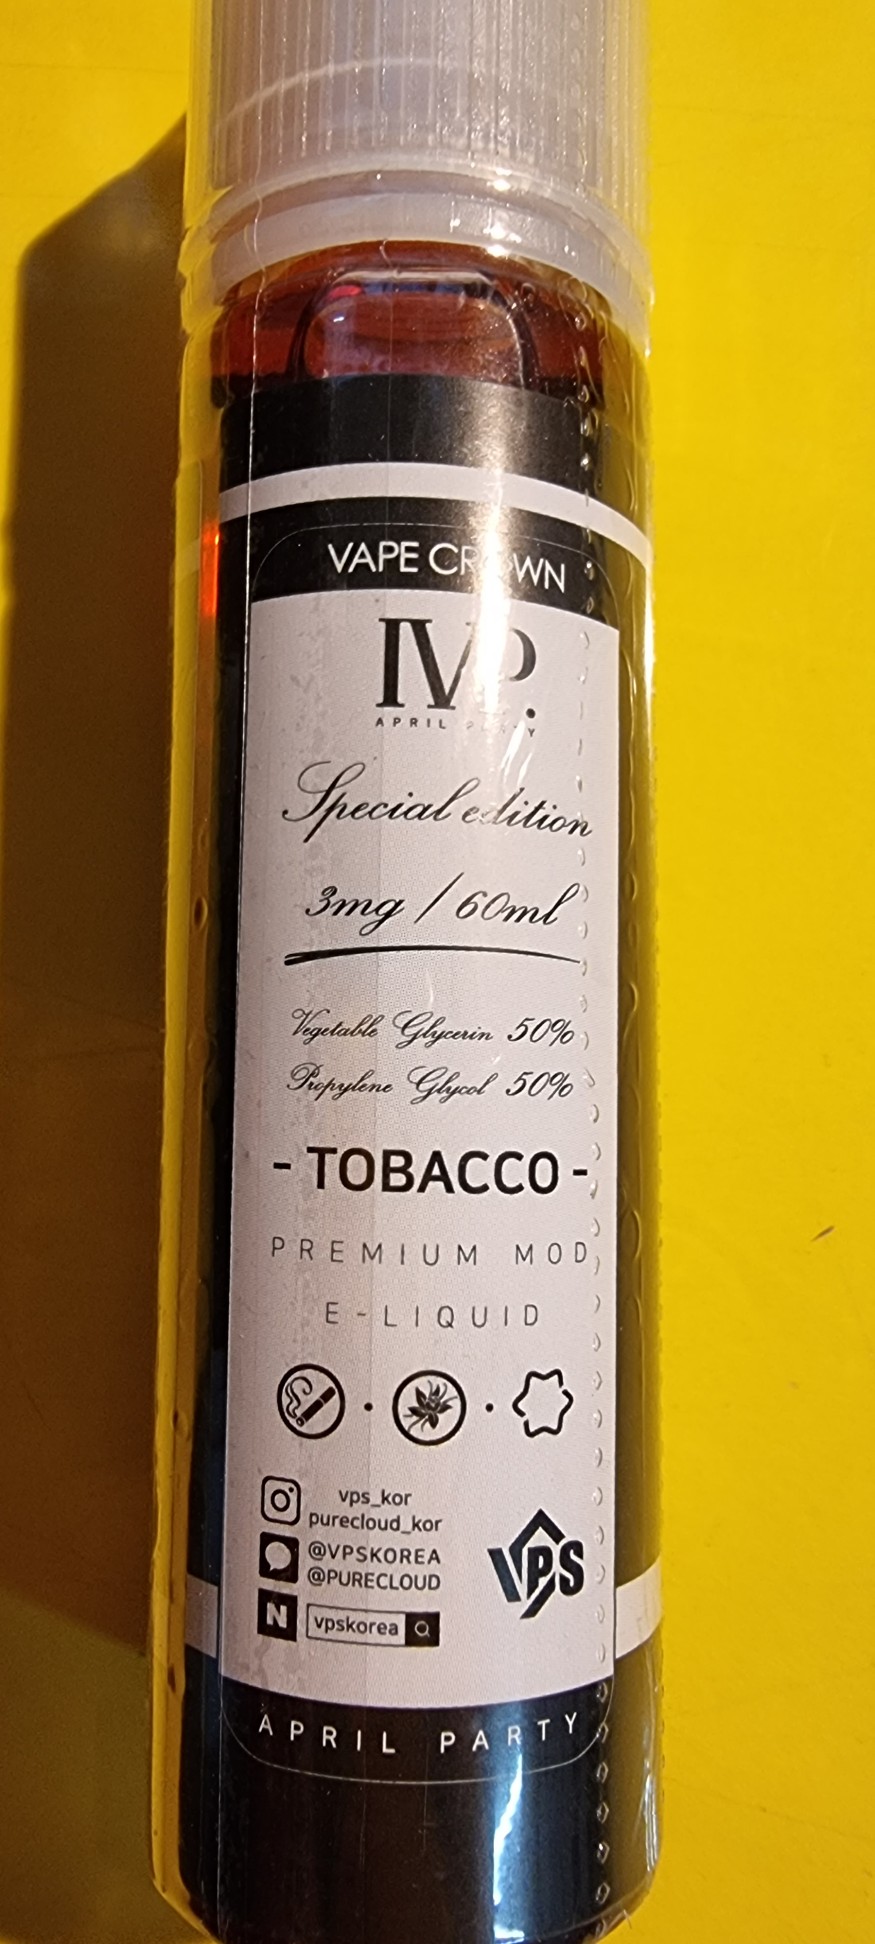 VAPE CROWN
IVP.
APRIL PARTY
Special edition
3mg / 60ml
Vegetable Glycerin 50%
Propylene Glycol 50%
- TOBACCO -
PREMIUM MOD
E-LIQUID
vps_kor
purecloud_kor
@VPSKOREA
@PURECLOUD
N vpskorea
VPS
APRIL PARTY